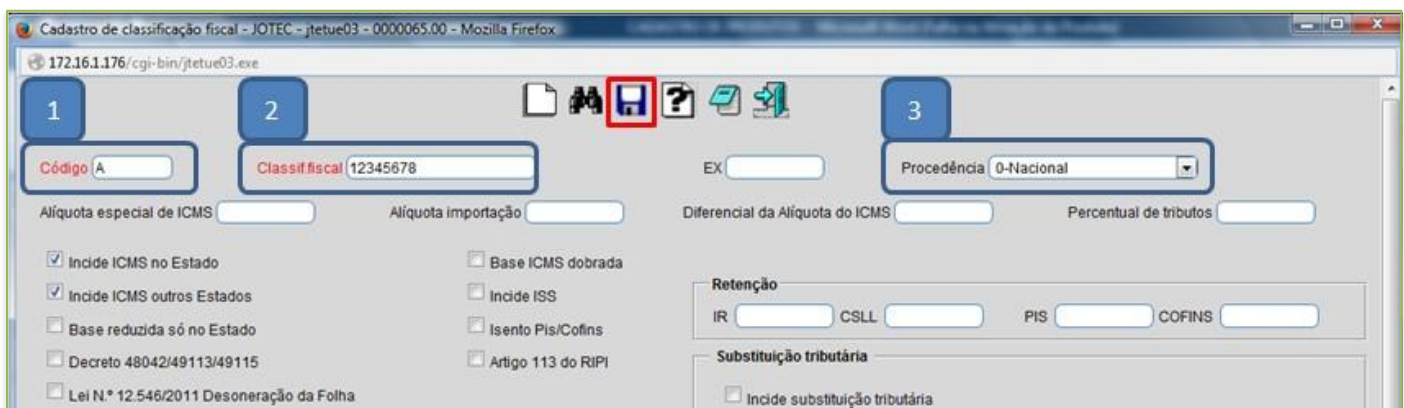 Cadastro de classificação fiscal - JOTEC - jtetue03 - 0000065.00 - Mozilla Firefox
172.16.1.176/cgi-bin/jtetue03.exe
1 2 3
Código A Classif.fiscal 12345678 EX Procedência 0-Nacional
Alíquota especial de ICMS Alíquota importação Diferencial da Alíquota do ICMS Percentual de tributos
Incide ICMS no Estado Base ICMS dobrada
Retenção
Incide ICMS outros Estados Incide ISS
IR CSLL PIS COFINS
Base reduzida só no Estado Isento Pis/Cofins
Decreto 48042/49113/49115 Artigo 113 do RIPI Substituição tributária
Lei N.º 12.546/2011 Desoneração da Folha Incide substituição tributária